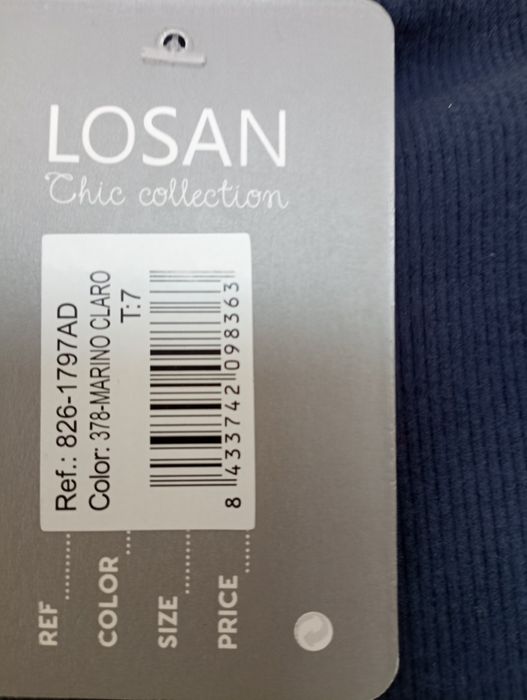 LOSAN
Chic collection
Ref.: 826-1797AD
Color: 378-MARINO CLARO
T:7
8 433742 098363
REF ..........
COLOR ....
SIZE ..........
PRICE ........